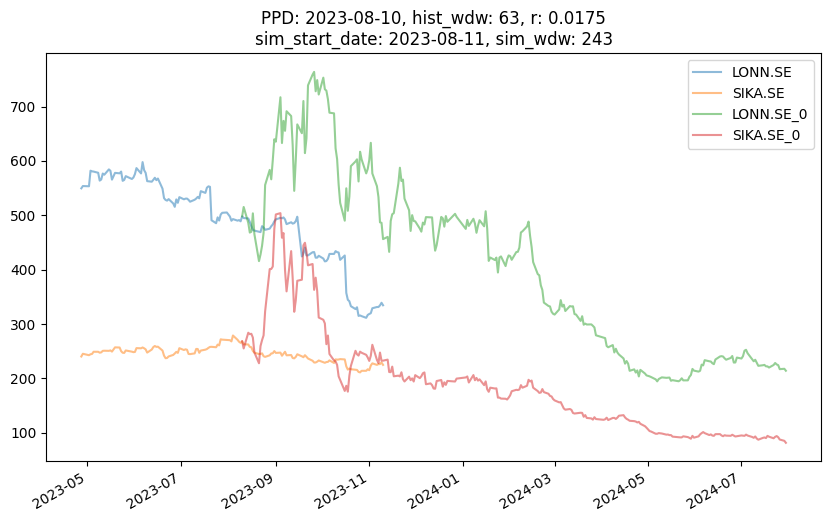 PPD: 2023-08-10, hist_wdw: 63, r: 0.0175
sim_start_date: 2023-08-11, sim_wdw: 243
LONN.SE
SIKA.SE
LONN.SE_0
SIKA.SE_0
700
600
500
400
300
200
100
2023-05
2023-07
2023-09
2023-11
2024-01
2024-03
2024-05
2024-07